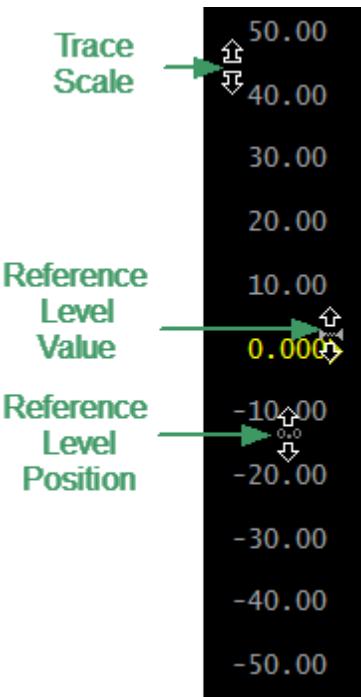 Trace
Scale
50.00
40.00
30.00
20.00
Reference
Level
Value
10.00
0.000
Reference
Level
Position
-10.00
-20.00
-30.00
-40.00
-50.00